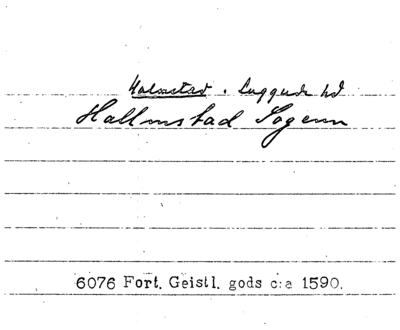 Halmstad. Luggude hd
Hallmstad Sogenn
6076 Fort. Geistl. gods c:a 1590.